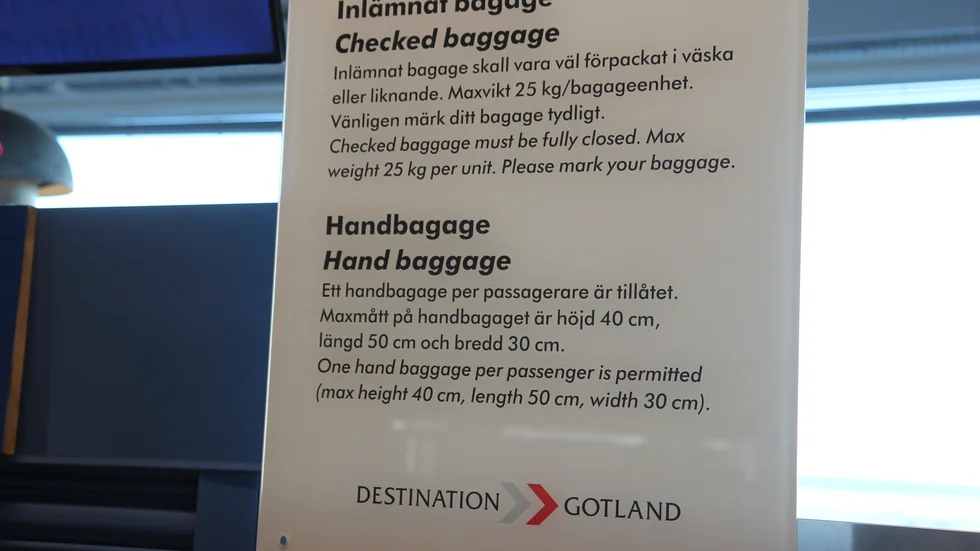 Inlämnat bagage
Checked baggage
Inlämnat bagage skall vara väl förpackat i väska
eller liknande. Maxvikt 25 kg/bagageenhet.
Vänligen märk ditt bagage tydligt.
Checked baggage must be fully closed. Max
weight 25 kg per unit. Please mark your baggage.
Handbagage
Hand baggage
Ett handbagage per passagerare är tillåtet.
Maxmått på handbagaget är höjd 40 cm,
längd 50 cm och bredd 30 cm.
One hand baggage per passenger is permitted
(max height 40 cm, length 50 cm, width 30 cm).
DESTINATION GOTLAND